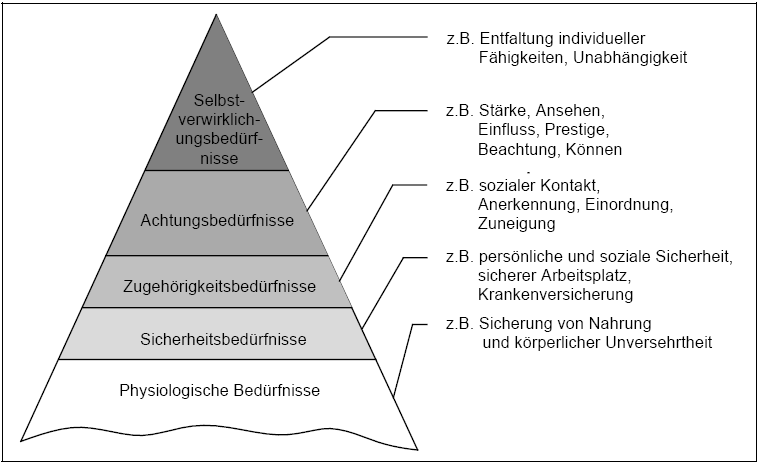 z.B. Entfaltung individueller
Fähigkeiten, Unabhängigkeit
Selbst-
verwirklich-
ungsbedürf-
nisse
z.B. Stärke, Ansehen,
Einfluss, Prestige,
Beachtung, Können
Achtungsbedürfnisse
z.B. sozialer Kontakt,
Anerkennung, Einordnung,
Zuneigung
Zugehörigkeitsbedürfnisse
z.B. persönliche und soziale Sicherheit,
sicherer Arbeitsplatz,
Krankenversicherung
Sicherheitsbedürfnisse
z.B. Sicherung von Nahrung
und körperlicher Unversehrtheit
Physiologische Bedürfnisse